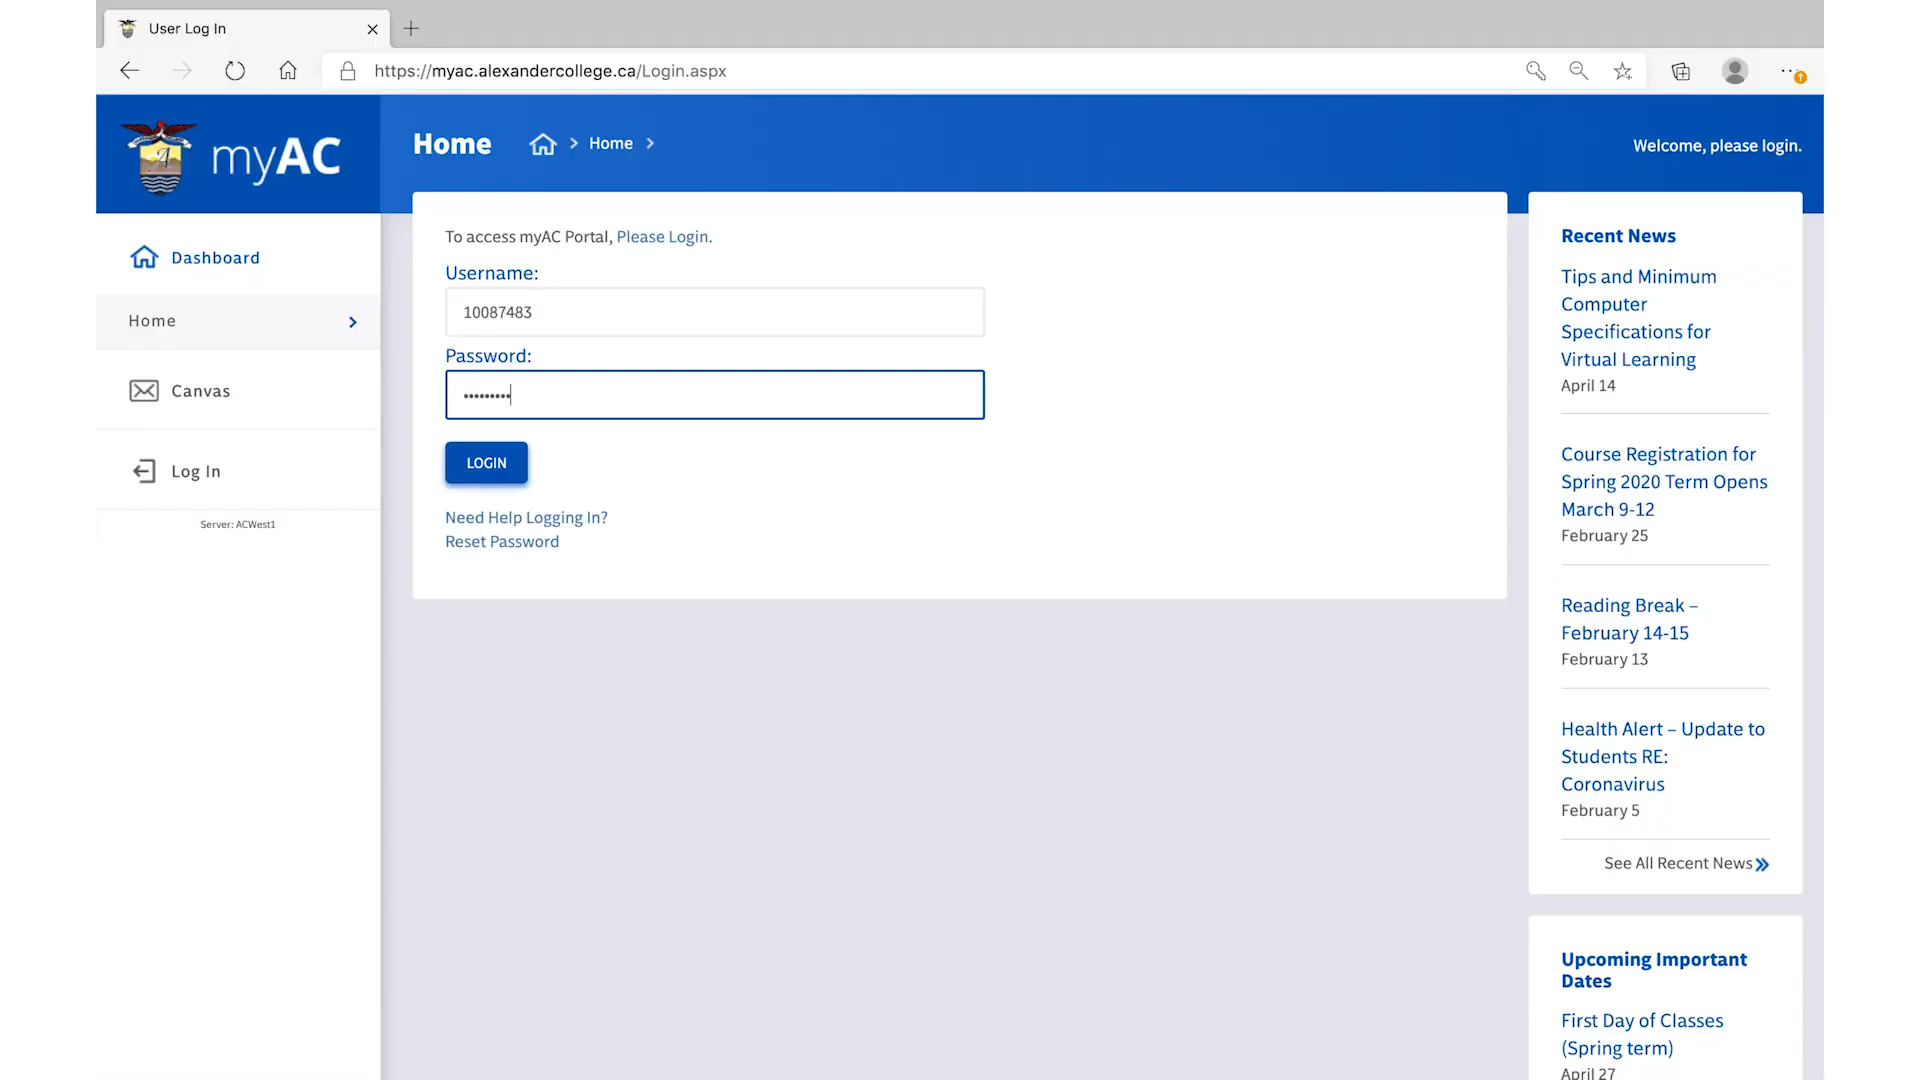 User Log In
https://myac.alexandercollege.ca/Login.aspx
myAC
Home
Home
Welcome, please login.
Dashboard
Home
Canvas
Log In
Server: ACWest1
To access myAC Portal, Please Login.
Username:
10087483
Password:
LOGIN
Need Help Logging In?
Reset Password
Recent News
Tips and Minimum
Computer
Specifications for
Virtual Learning
April 14
Course Registration for
Spring 2020 Term Opens
March 9-12
February 25
Reading Break –
February 14-15
February 13
Health Alert – Update to
Students RE:
Coronavirus
February 5
See All Recent News
Upcoming Important
Dates
First Day of Classes
(Spring term)
April 27